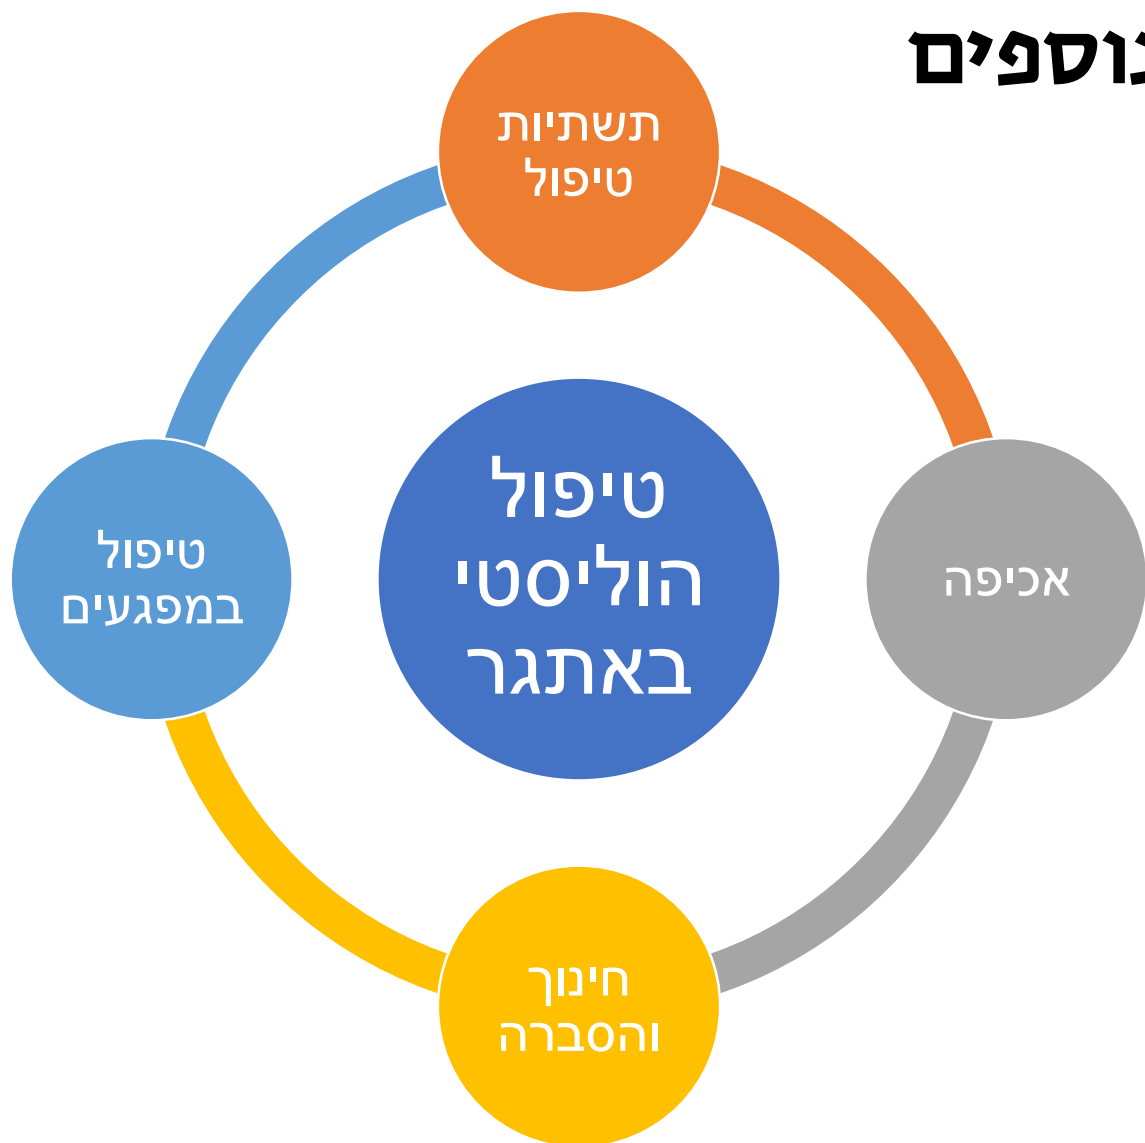 תשתיות
טיפול
טיפול
הוליסטי
באתגר
אכיפה
טיפול
במפגעים
חינוך
והסברה